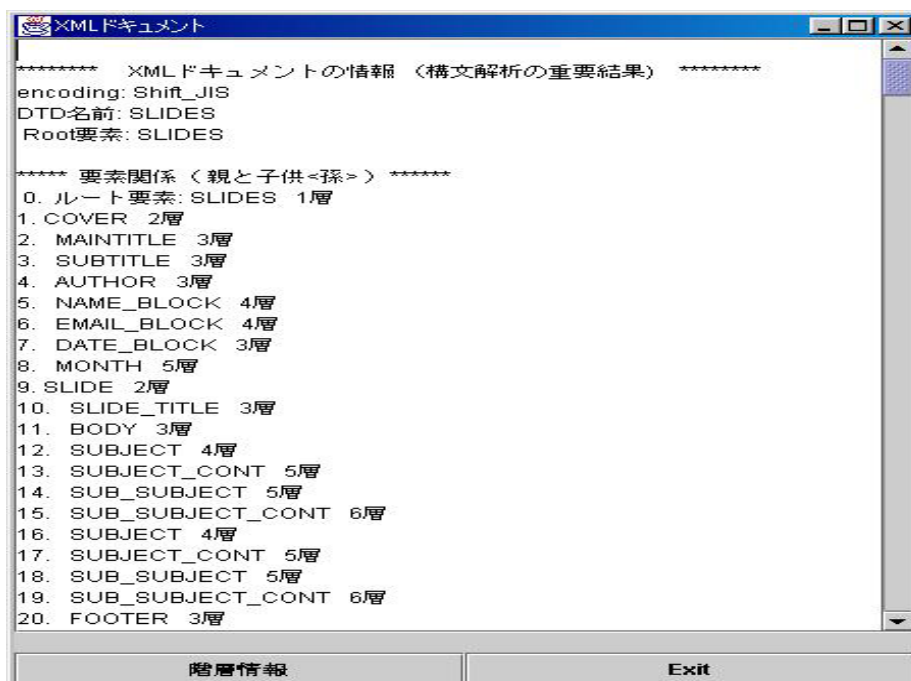 XMLドキュメント
******** XMLドキュメントの情報 (構文解析の重要結果) ********
encoding: Shift_JIS
DTD名前: SLIDES
Root要素: SLIDES
***** 要素関係 ( 親と子供<孫> ) ******
0. ルート要素: SLIDES 1層
1. COVER 2層
2. MAINTITLE 3層
3. SUBTITLE 3層
4. AUTHOR 3層
5. NAME_BLOCK 4層
6. EMAIL_BLOCK 4層
7. DATE_BLOCK 3層
8. MONTH 5層
9. SLIDE 2層
10. SLIDE_TITLE 3層
11. BODY 3層
12. SUBJECT 4層
13. SUBJECT_CONT 5層
14. SUB_SUBJECT 5層
15. SUB_SUBJECT_CONT 6層
16. SUBJECT 4層
17. SUBJECT_CONT 5層
18. SUB_SUBJECT 5層
19. SUB_SUBJECT_CONT 6層
20. FOOTER 3層
階層情報 Exit